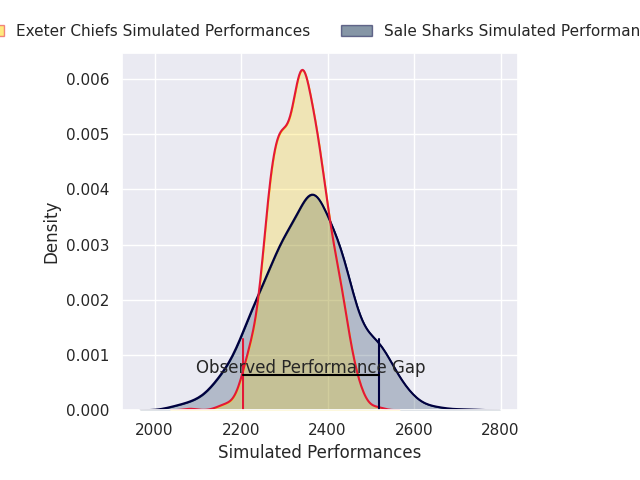 Exeter Chiefs Simulated Performances
Sale Sharks Simulated
0.006
0.005
0.004
0.003
0.002
0.001
0.000
Density
Observed Performance Gap
2000 2200 2400 2600 2800
Simulated Performances